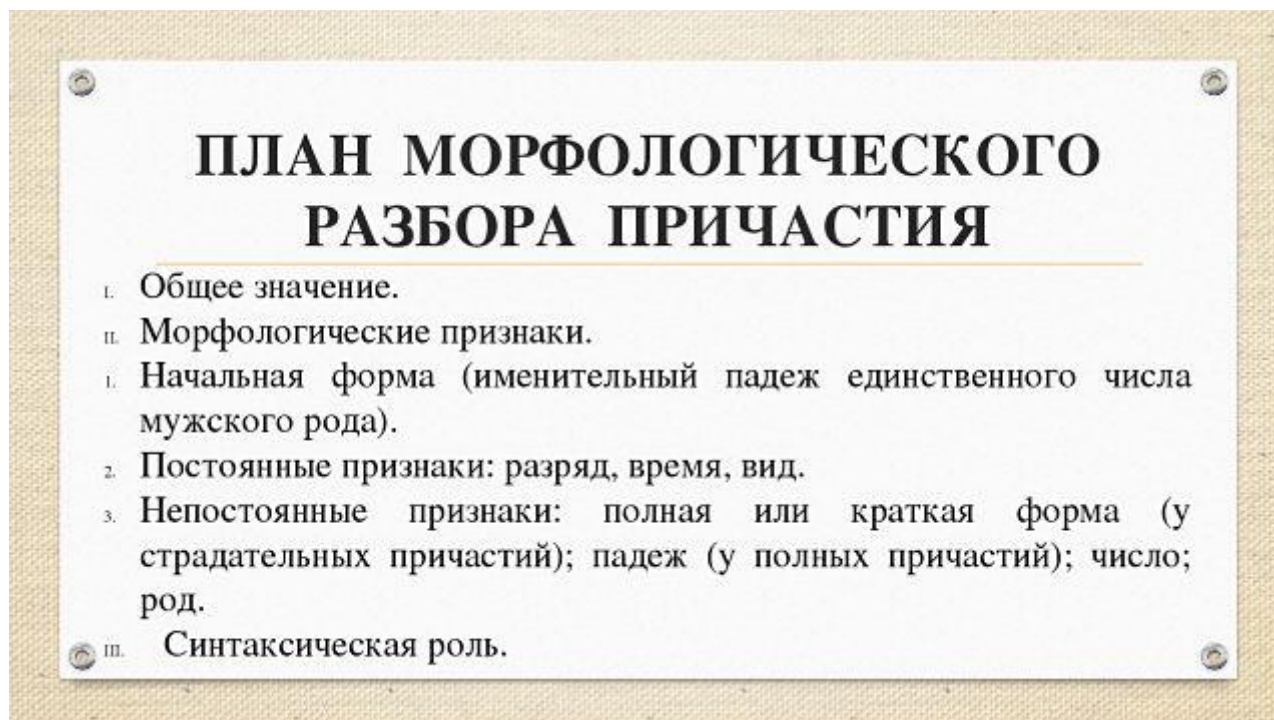 ПЛАН МОРФОЛОГИЧЕСКОГО
РАЗБОРА ПРИЧАСТИЯ
I. Общее значение.
II. Морфологические признаки.
1. Начальная форма (именительный падеж единственного числа
мужского рода).
2. Постоянные признаки: разряд, время, вид.
3. Непостоянные признаки: полная или краткая форма (у
страдательных причастий); падеж (у полных причастий); число;
род.
III. Синтаксическая роль.